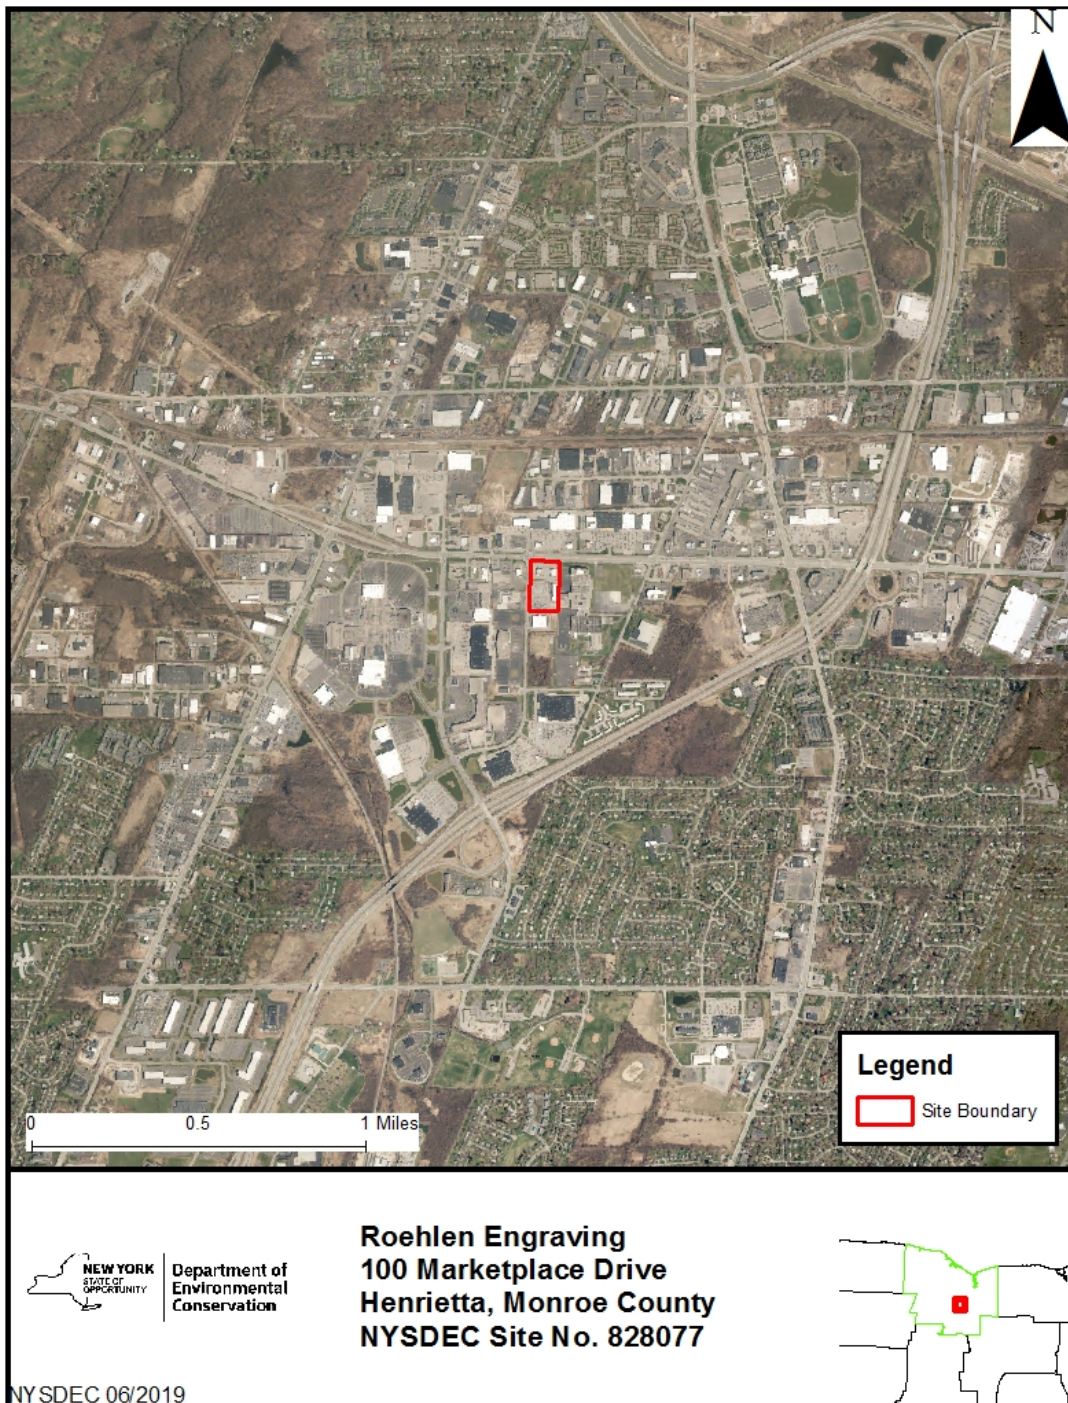 N
Legend
Site Boundary
0 0.5 1 Miles
NEW YORK
STATE OF
OPPORTUNITY
Department of
Environmental
Conservation
Roehlen Engraving
100 Marketplace Drive
Henrietta, Monroe County
NYSDEC Site No. 828077
NYSDEC 06/2019